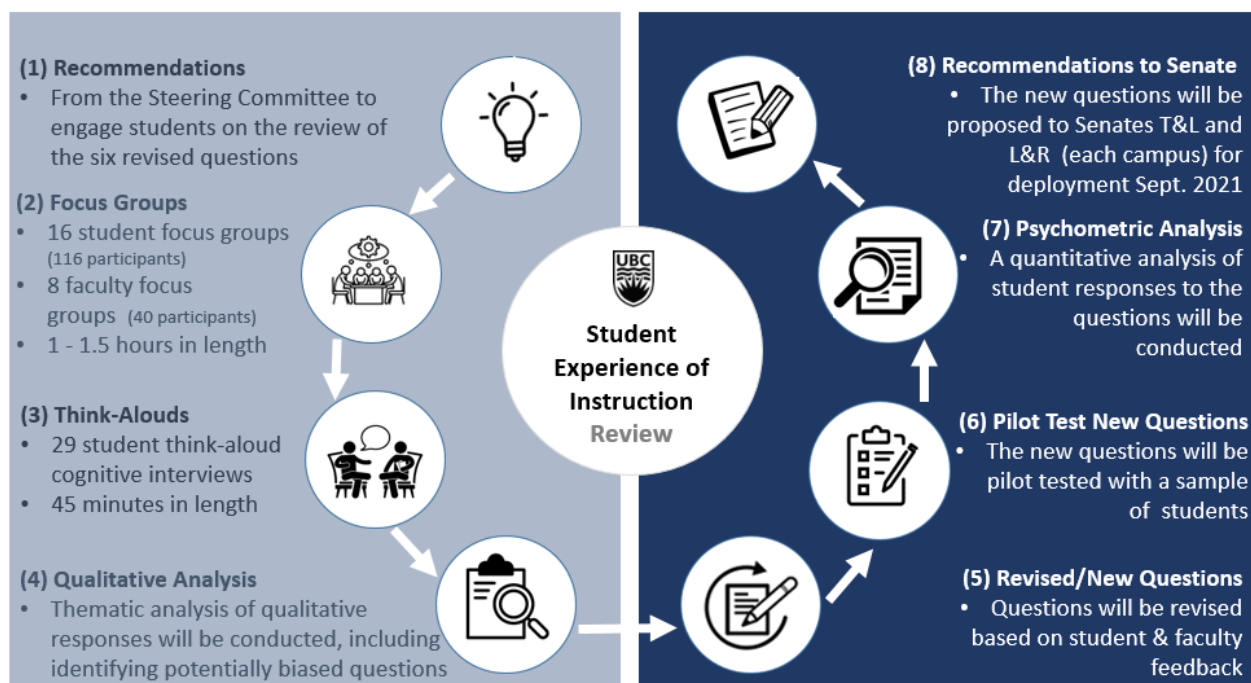 (1) Recommendations
• From the Steering Committee to
engage students on the review of
the six revised questions
(2) Focus Groups
• 16 student focus groups
(116 participants)
• 8 faculty focus
groups (40 participants)
• 1 - 1.5 hours in length
(3) Think-Alouds
• 29 student think-aloud
cognitive interviews
• 45 minutes in length
(4) Qualitative Analysis
• Thematic analysis of qualitative
responses will be conducted, including
identifying potentially biased questions
UBC
Student
Experience of
Instruction
Review
(8) Recommendations to Senate
• The new questions will be
proposed to Senates T&L and
L&R (each campus) for
deployment Sept. 2021
(7) Psychometric Analysis
• A quantitative analysis of
student responses to the
questions will be
conducted
(6) Pilot Test New Questions
• The new questions will be
pilot tested with a sample
of students
(5) Revised/New Questions
• Questions will be revised
based on student & faculty
feedback